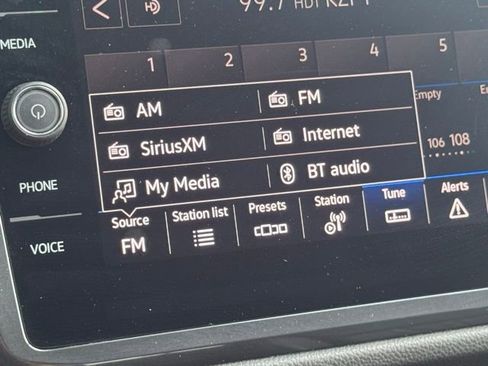 99.7 HD1
MEDIA
1 2 3 4 5
AM FM
Empty
SiriusXM Internet
106 108
My Media BT audio
PHONE
Source Station list Presets Station Tune Alerts
FM
VOICE